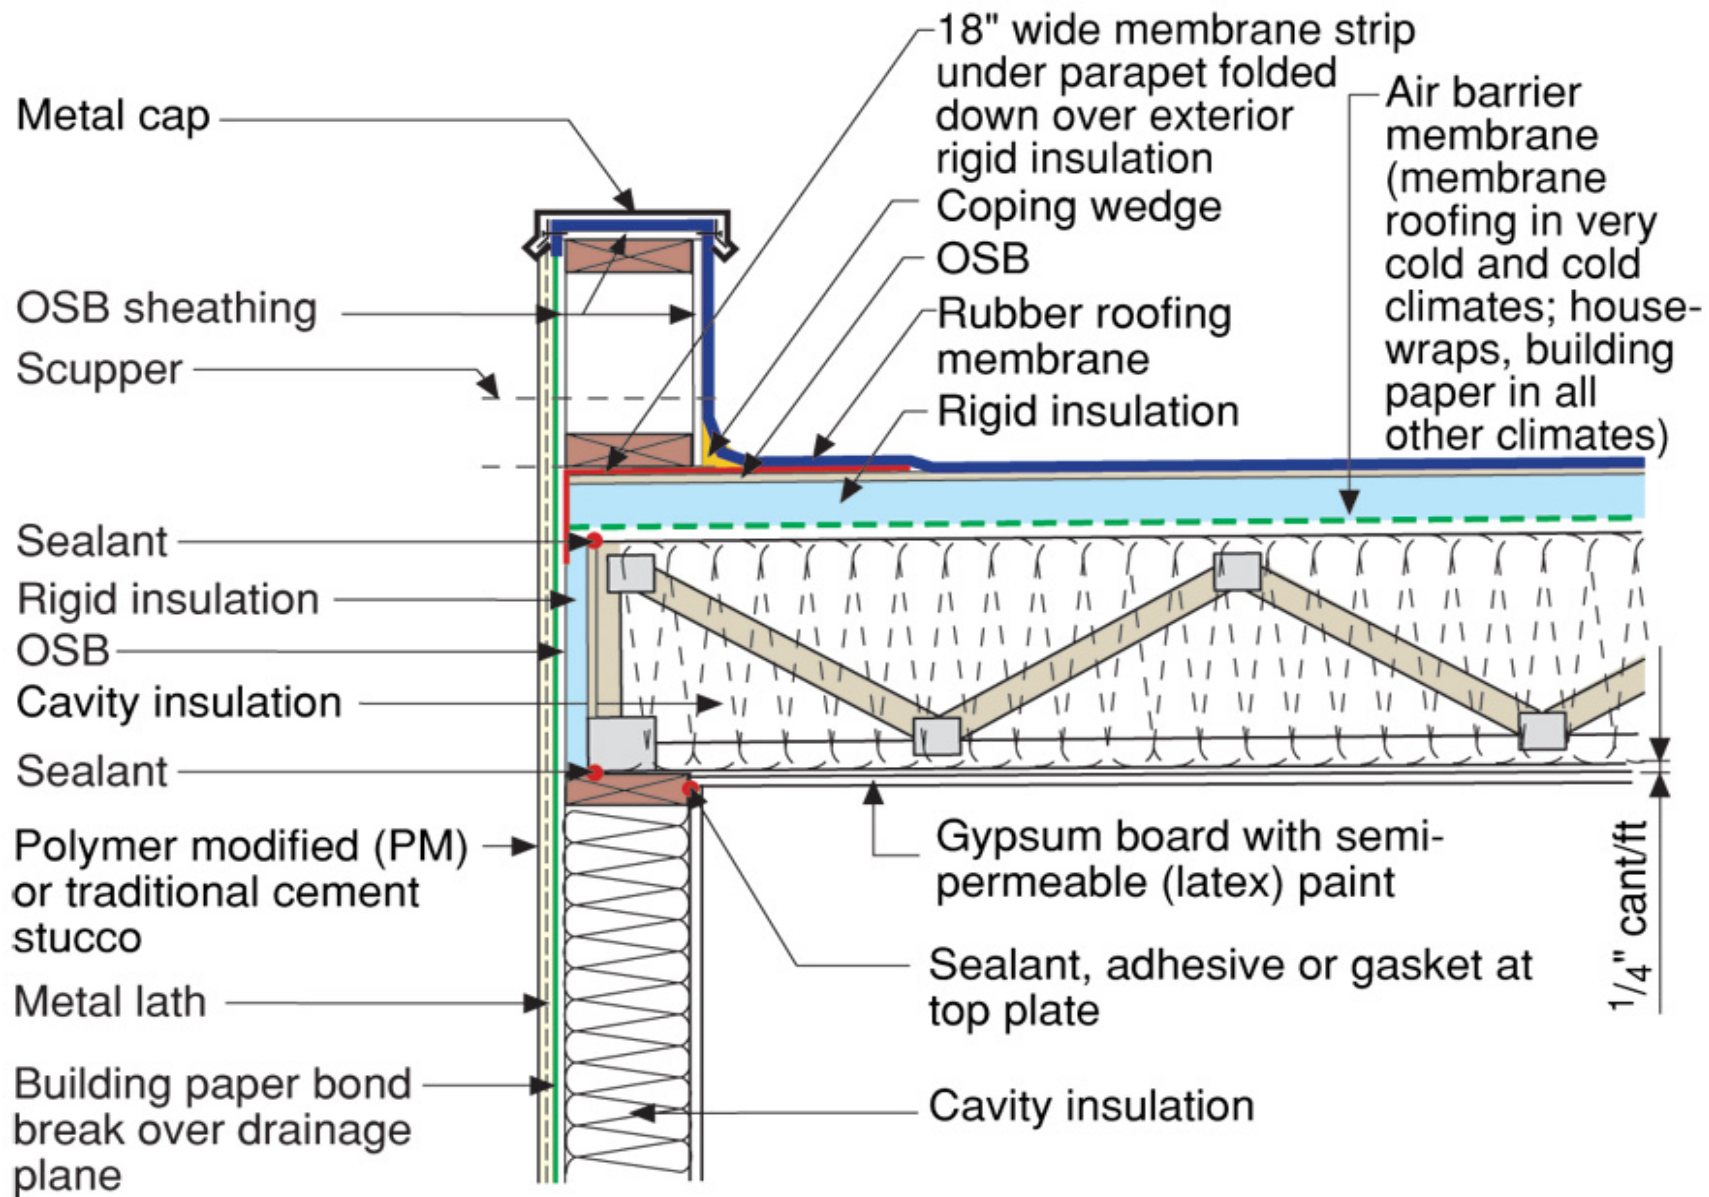 Metal cap
OSB sheathing
Scupper
Sealant
Rigid insulation
OSB
Cavity insulation
Sealant
Polymer modified (PM)
or traditional cement
stucco
Metal lath
Building paper bond
break over drainage
plane
18" wide membrane strip
under parapet folded
down over exterior
rigid insulation
Coping wedge
OSB
Rubber roofing
membrane
Rigid insulation
Air barrier
membrane
(membrane
roofing in very
cold and cold
climates; house-
wraps, building
paper in all
other climates)
Gypsum board with semi-
permeable (latex) paint
Sealant, adhesive or gasket at
top plate
Cavity insulation
1/4" cant/ft